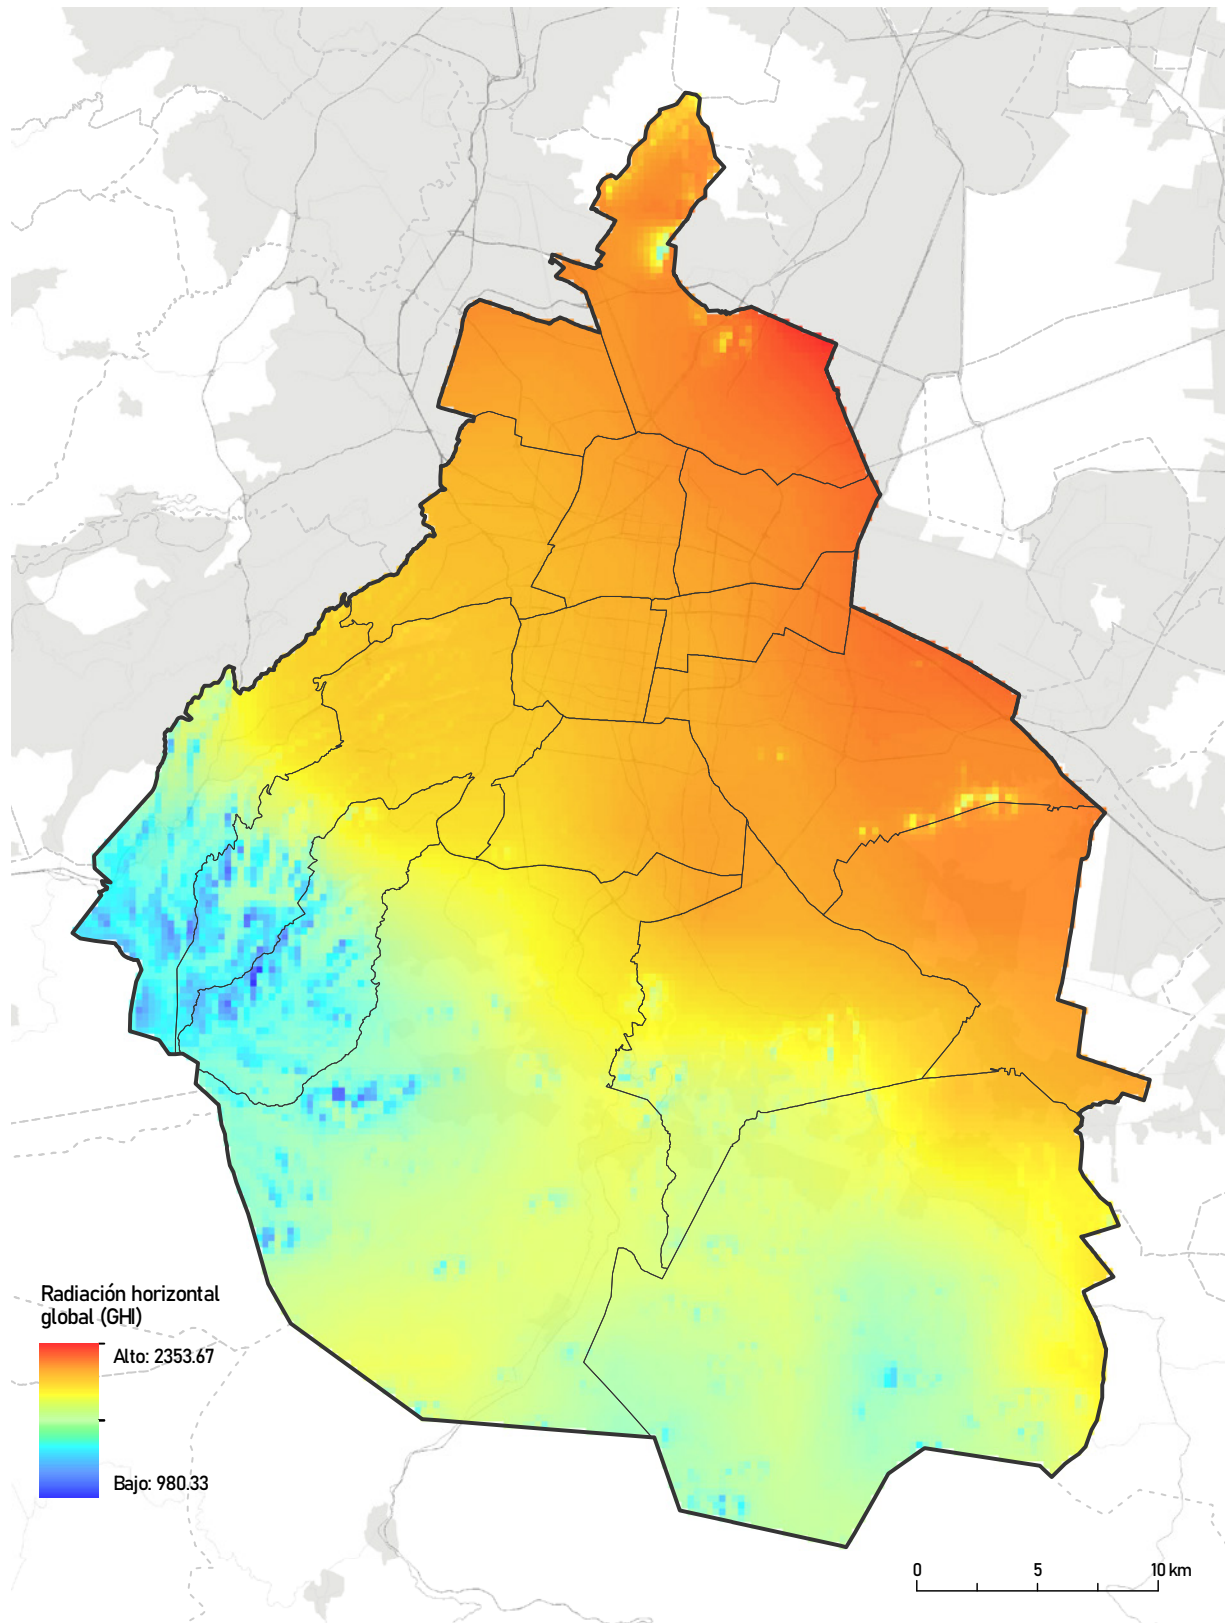 Radiación horizontal
global (GHI)
Alto: 2353.67
Bajo: 980.33
0 5 10 km